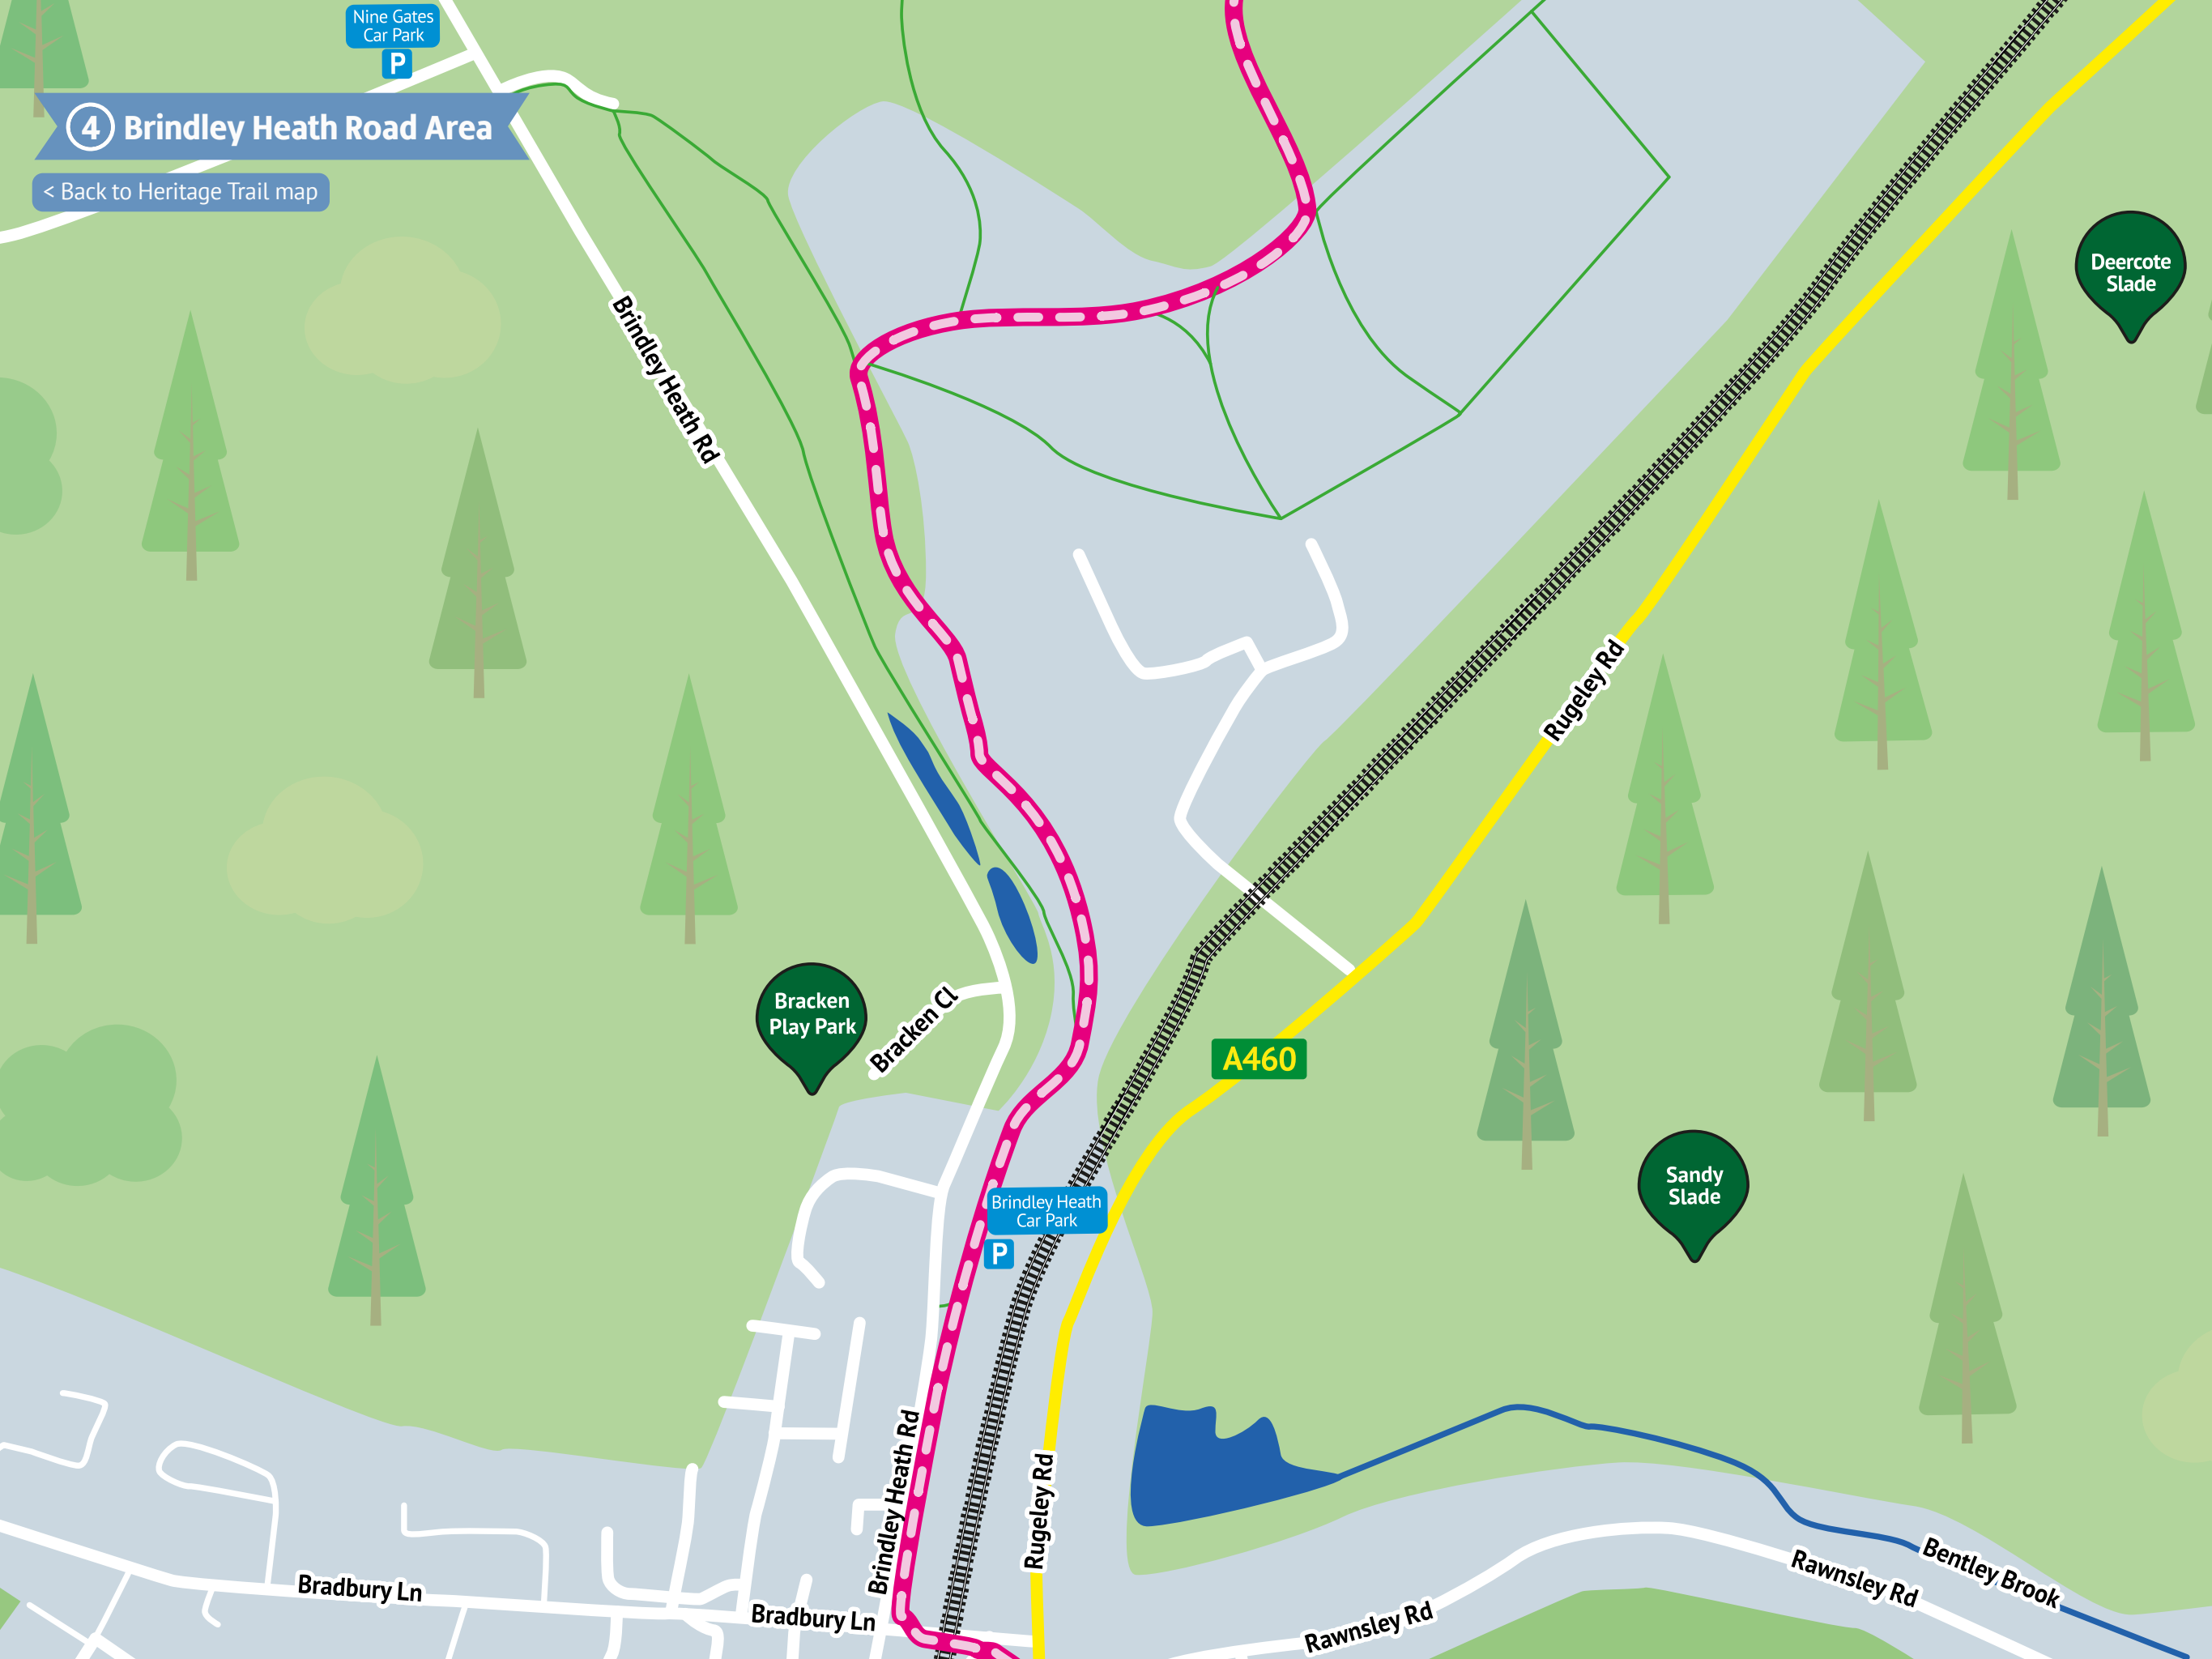 Nine Gates
Car Park
P
4 Brindley Heath Road Area
< Back to Heritage Trail map
Deercote
Slade
Brindley Heath Rd
Rugeley Rd
Bracken
Play Park
Bracken Cl
A460
Sandy
Slade
Brindley Heath
Car Park
P
Brindley Heath Rd
Rugeley Rd
Bradbury Ln
Bradbury Ln
Rawnsley Rd
Rawnsley Rd
Bentley Brook